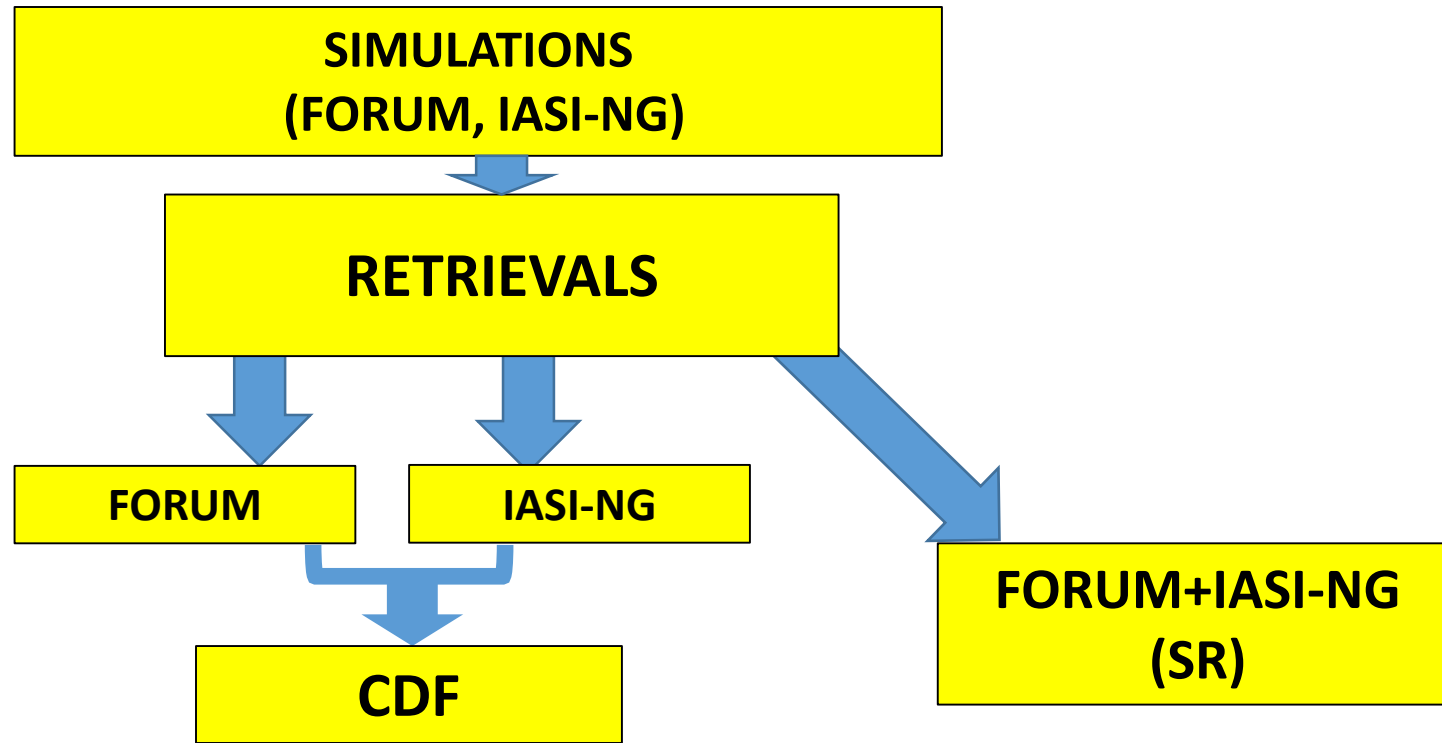 SIMULATIONS
(FORUM, IASI-NG)
RETRIEVALS
FORUM
IASI-NG
FORUM+IASI-NG
(SR)
CDF